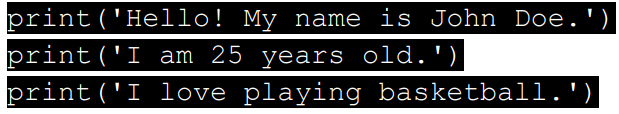 print('Hello! My name is John Doe.')
print('I am 25 years old.')
print('I love playing basketball.')